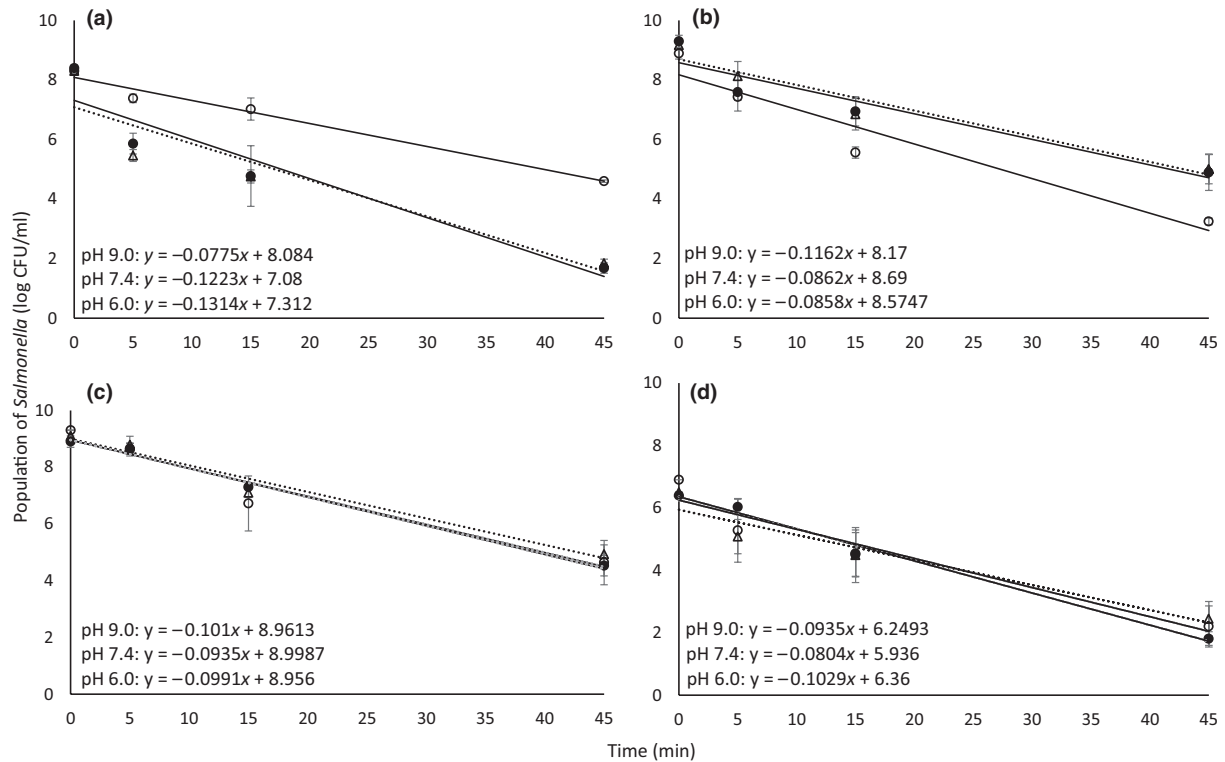 Population of Salmonella (log CFU/ml)
(a)
10
8
6
4
2
0
pH 9.0: y = −0.0775x + 8.084
pH 7.4: y = −0.1223x + 7.08
pH 6.0: y = −0.1314x + 7.312
0 5 10 15 20 25 30 35 40 45
(b)
10
8
6
4
2
0
pH 9.0: y = −0.1162x + 8.17
pH 7.4: y = −0.0862x + 8.69
pH 6.0: y = −0.0858x + 8.5747
0 5 10 15 20 25 30 35 40 45
(c)
10
8
6
4
2
0
pH 9.0: y = −0.101x + 8.9613
pH 7.4: y = −0.0935x + 8.9987
pH 6.0: y = −0.0991x + 8.956
0 5 10 15 20 25 30 35 40 45
(d)
10
8
6
4
2
0
pH 9.0: y = −0.0935x + 6.2493
pH 7.4: y = −0.0804x + 5.936
pH 6.0: y = −0.1029x + 6.36
0 5 10 15 20 25 30 35 40 45
Time (min)